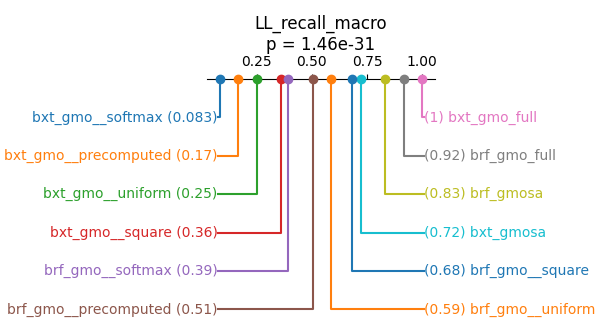 LL_recall_macro
p = 1.46e-31
0.25 0.50 0.75 1.00
bxt_gmo__softmax (0.083) (1) bxt_gmo_full
bxt_gmo__precomputed (0.17) (0.92) brf_gmo_full
bxt_gmo__uniform (0.25) (0.83) brf_gmosa
bxt_gmo__square (0.36) (0.72) bxt_gmosa
brf_gmo__softmax (0.39) (0.68) brf_gmo__square
brf_gmo__precomputed (0.51) (0.59) brf_gmo__uniform